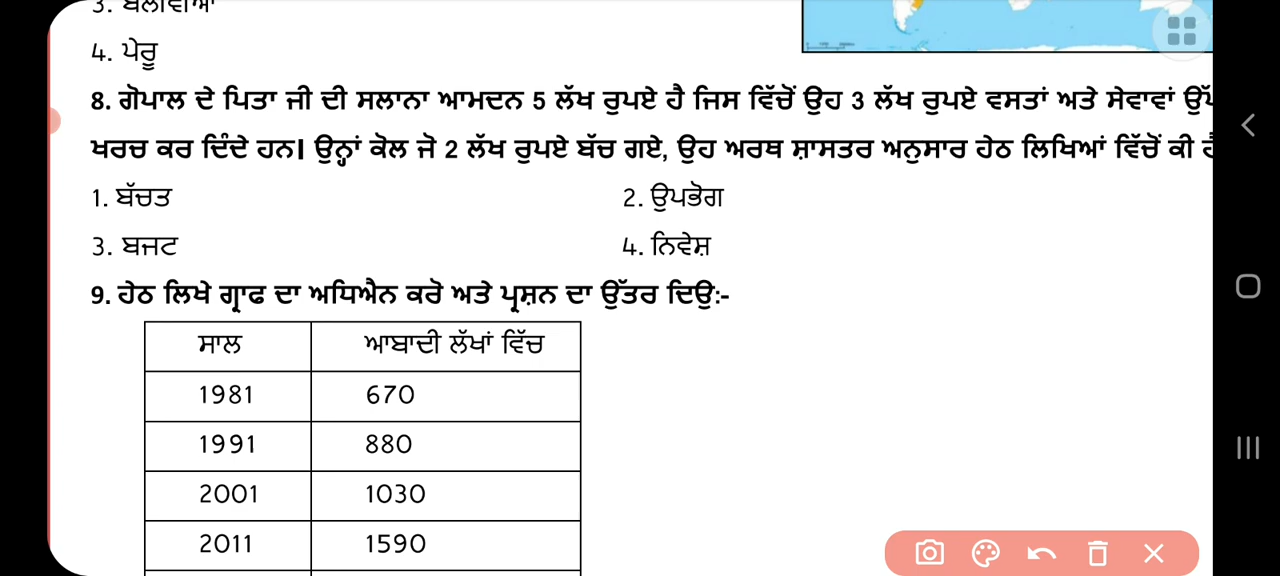 4. ਪੇਰੂ
8. ਗੋਪਾਲ ਦੇ ਪਿਤਾ ਜੀ ਦੀ ਸਲਾਨਾ ਆਮਦਨ 5 ਲੱਖ ਰੁਪਏ ਹੈ ਜਿਸ ਵਿੱਚੋਂ ਉਹ 3 ਲੱਖ ਰੁਪਏ ਵਸਤਾਂ ਅਤੇ ਸੇਵਾਵਾਂ
ਖਰਚ ਕਰ ਦਿੰਦੇ ਹਨ। ਉਨ੍ਹਾਂ ਕੋਲ ਜੋ 2 ਲੱਖ ਰੁਪਏ ਬੱਚ ਗਏ, ਉਹ ਅਰਥ ਸ਼ਾਸਤਰ ਅਨੁਸਾਰ ਹੇਠ ਲਿਖਿਆਂ ਵਿੱਚੋਂ ਕੀ
1. ਬੱਚਤ 2. ਉਪਭੋਗ
3. ਬਜਟ 4. ਨਿਵੇਸ਼
9. ਹੇਠ ਲਿਖੇ ਗ੍ਰਾਫ ਦਾ ਅਧਿਐਨ ਕਰੋ ਅਤੇ ਪ੍ਰਸ਼ਨ ਦਾ ਉੱਤਰ ਦਿਉ:-
ਸਾਲ ਆਬਾਦੀ ਲੱਖਾਂ ਵਿੱਚ
1981 670
1991 880
2001 1030
2011 1590